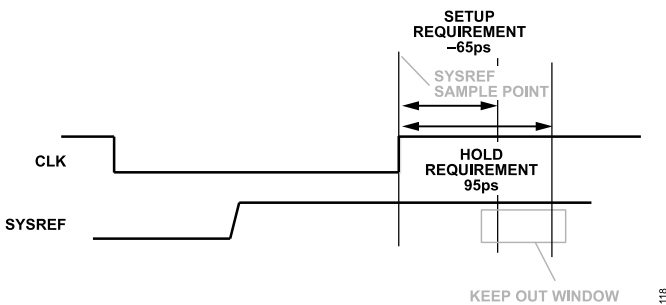 SETUP
REQUIREMENT
–65ps
SYSREF
SAMPLE POINT
CLK
HOLD
REQUIREMENT
95ps
SYSREF
KEEP OUT WINDOW
118